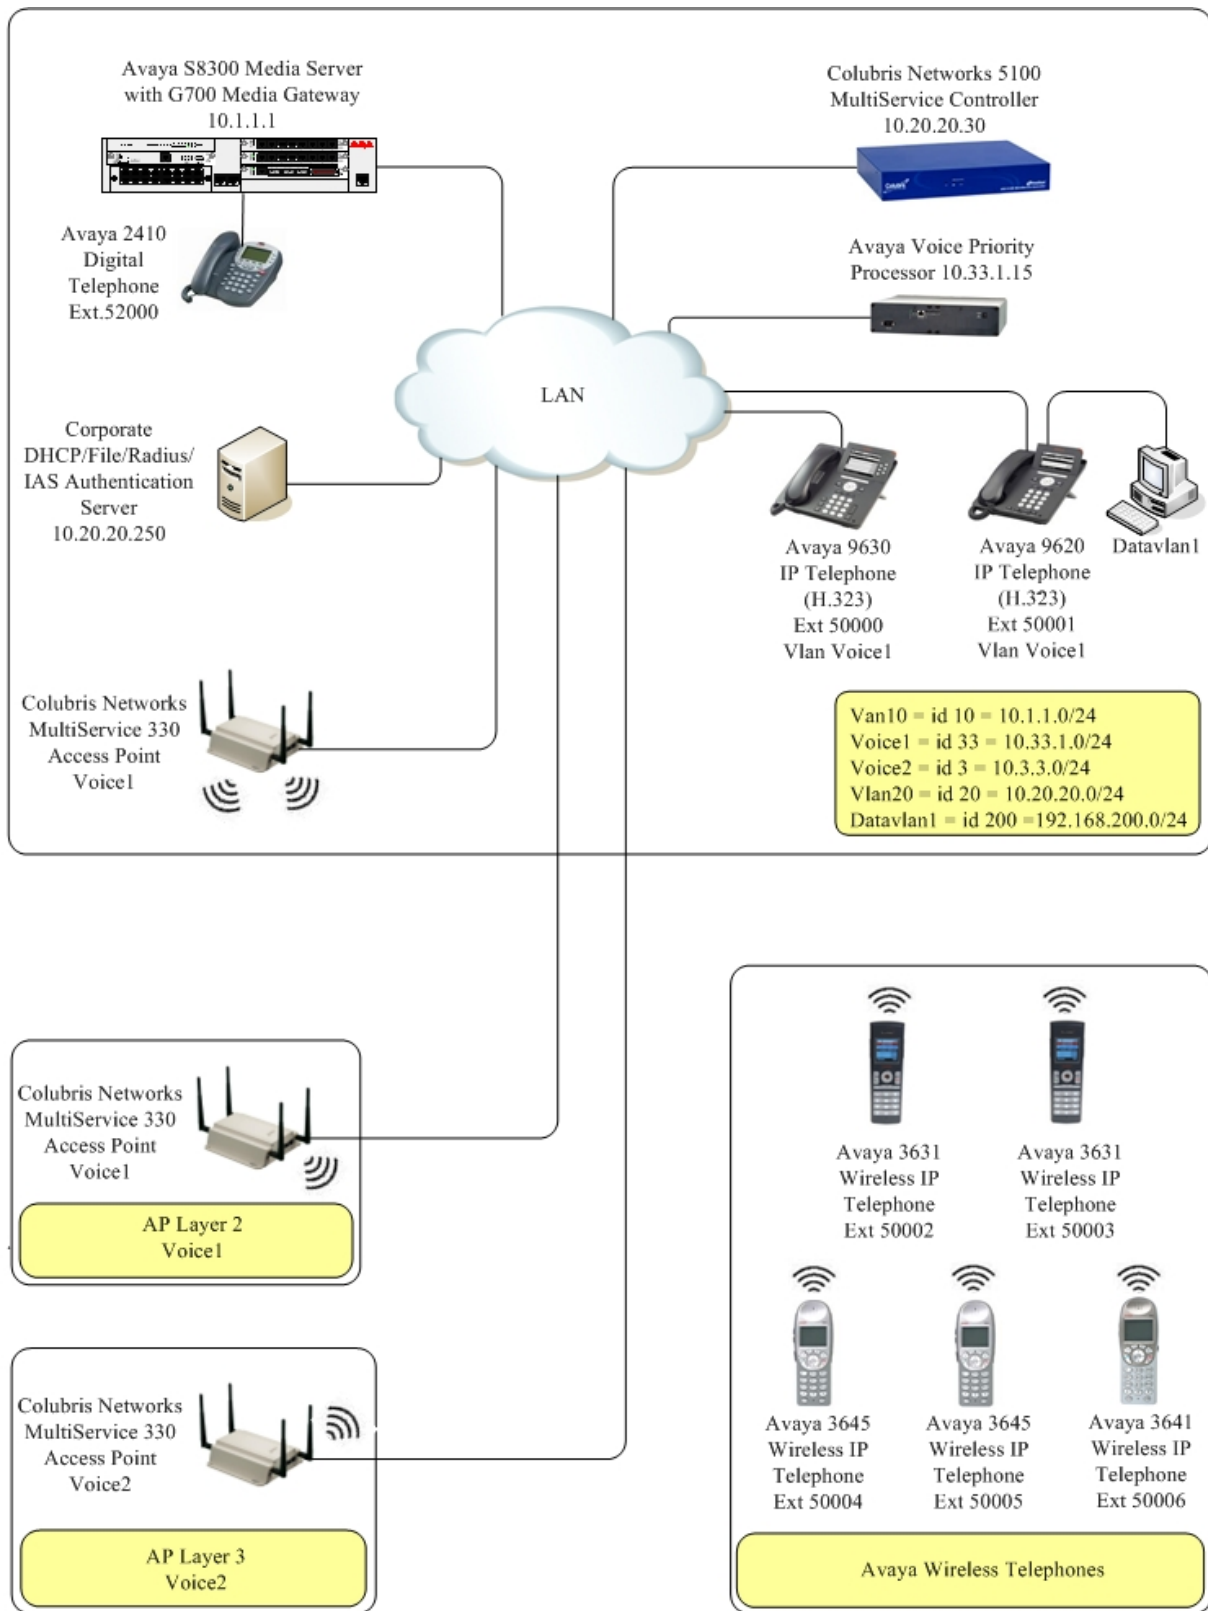 Avaya S8300 Media Server
with G700 Media Gateway
10.1.1.1
Colubris Networks 5100
MultiService Controller
10.20.20.30
Avaya 2410
Digital
Telephone
Ext.52000
Avaya Voice Priority
Processor 10.33.1.15
LAN
Corporate
DHCP/File/Radius/
IAS Authentication
Server
10.20.20.250
Avaya 9630
IP Telephone
(H.323)
Ext 50000
Vlan Voice1
Avaya 9620
IP Telephone
(H.323)
Ext 50001
Vlan Voice1
Datavlan1
Colubris Networks
MultiService 330
Access Point
Voice1
Van10 = id 10 = 10.1.1.0/24
Voice1 = id 33 = 10.33.1.0/24
Voice2 = id 3 = 10.3.3.0/24
Vlan20 = id 20 = 10.20.20.0/24
Datavlan1 = id 200 =192.168.200.0/24
Colubris Networks
MultiService 330
Access Point
Voice1
AP Layer 2
Voice1
Colubris Networks
MultiService 330
Access Point
Voice2
AP Layer 3
Voice2
Avaya 3631
Wireless IP
Telephone
Ext 50002
Avaya 3631
Wireless IP
Telephone
Ext 50003
Avaya 3645
Wireless IP
Telephone
Ext 50004
Avaya 3645
Wireless IP
Telephone
Ext 50005
Avaya 3641
Wireless IP
Telephone
Ext 50006
Avaya Wireless Telephones